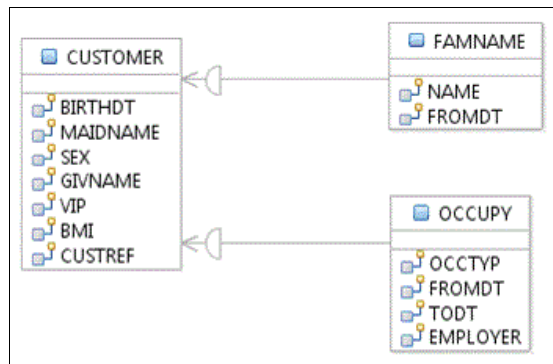 CUSTOMER
BIRTHDT
MAIDNAME
SEX
GIVNAME
VIP
BMI
CUSTREF
FAMNAME
NAME
FROMDT
OCCUPY
OCCTYP
FROMDT
TODT
EMPLOYER